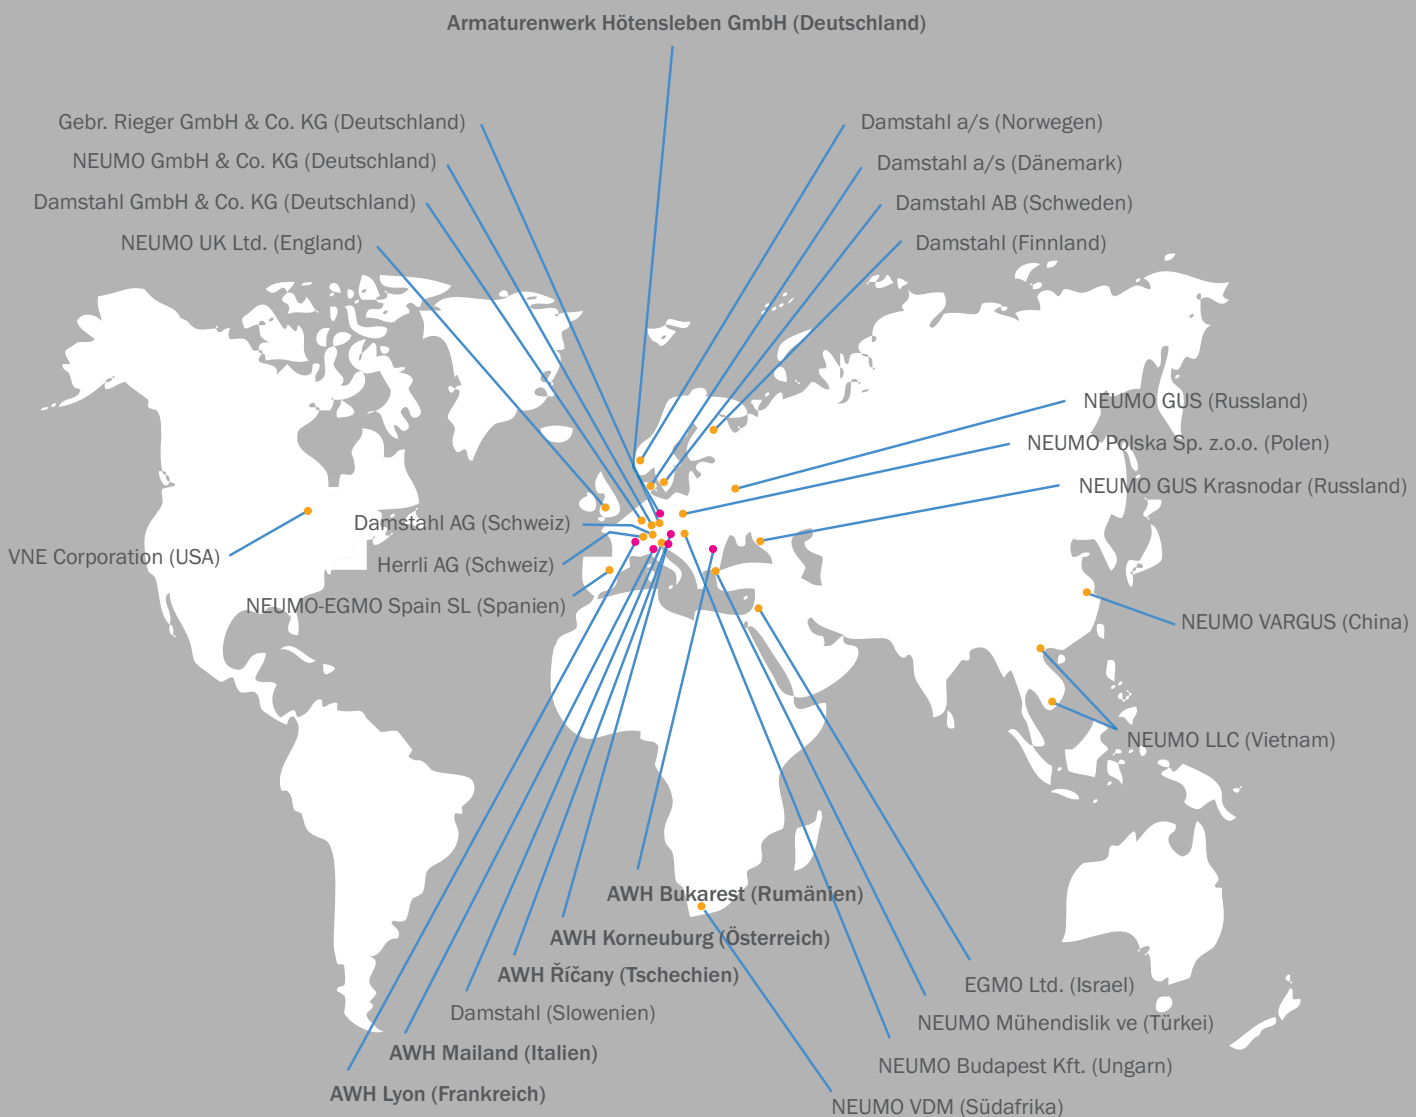 Armaturenwerk Hötensleben GmbH (Deutschland)
Gebr. Rieger GmbH & Co. KG (Deutschland)
NEUMO GmbH & Co. KG (Deutschland)
Damstahl GmbH & Co. KG (Deutschland)
NEUMO UK Ltd. (England)
Damstahl a/s (Norwegen)
Damstahl a/s (Dänemark)
Damstahl AB (Schweden)
Damstahl (Finnland)
NEUMO GUS (Russland)
NEUMO Polska Sp. z.o.o. (Polen)
NEUMO GUS Krasnodar (Russland)
Damstahl AG (Schweiz)
VNE Corporation (USA)
Herrli AG (Schweiz)
NEUMO-EGMO Spain SL (Spanien)
NEUMO VARGUS (China)
NEUMO LLC (Vietnam)
AWH Bukarest (Rumänien)
AWH Korneuburg (Österreich)
AWH Říčany (Tschechien)
Damstahl (Slowenien)
AWH Mailand (Italien)
AWH Lyon (Frankreich)
EGMO Ltd. (Israel)
NEUMO Mühendislik ve (Türkei)
NEUMO Budapest Kft. (Ungarn)
NEUMO VDM (Südafrika)